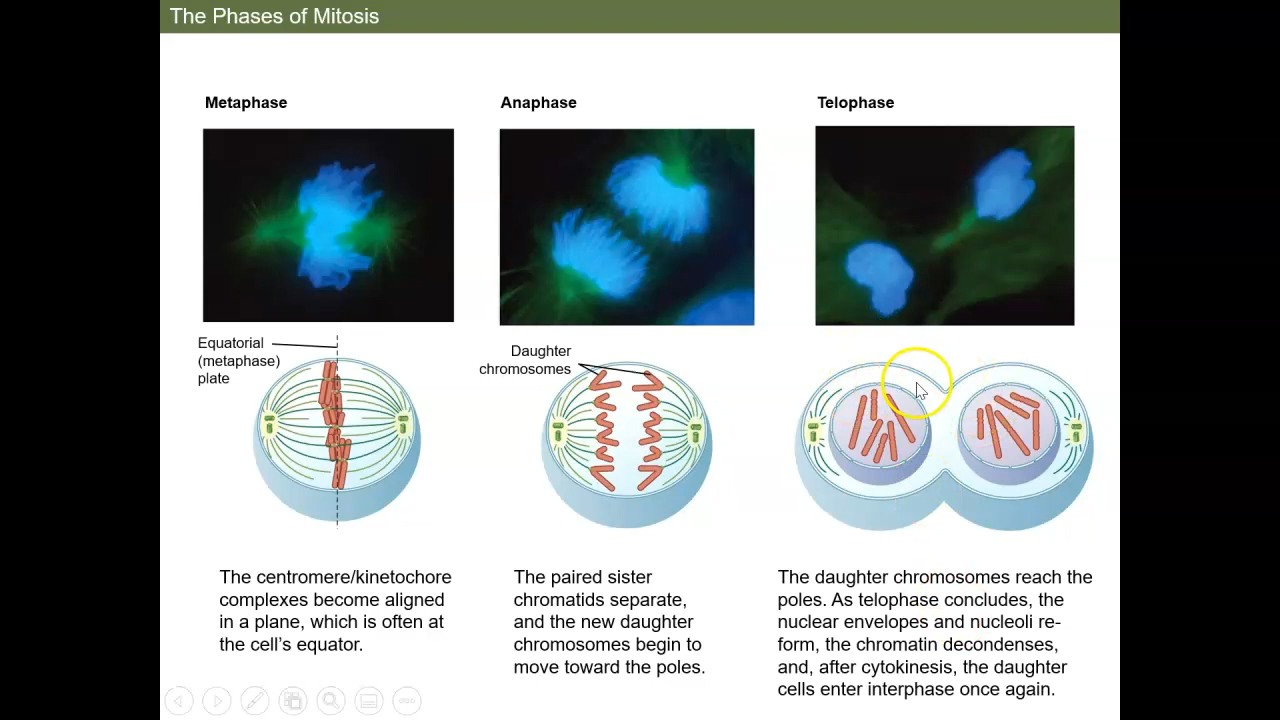 The Phases of Mitosis
Metaphase
Anaphase
Telophase
Equatorial
(metaphase)
plate
Daughter
chromosomes
The centromere/kinetochore
complexes become aligned
in a plane, which is often at
the cell's equator.
The paired sister
chromatids separate,
and the new daughter
chromosomes begin to
move toward the poles.
The daughter chromosomes reach the
poles. As telophase concludes, the
nuclear envelopes and nucleoli re-
form, the chromatin decondenses,
and, after cytokinesis, the daughter
cells enter interphase once again.